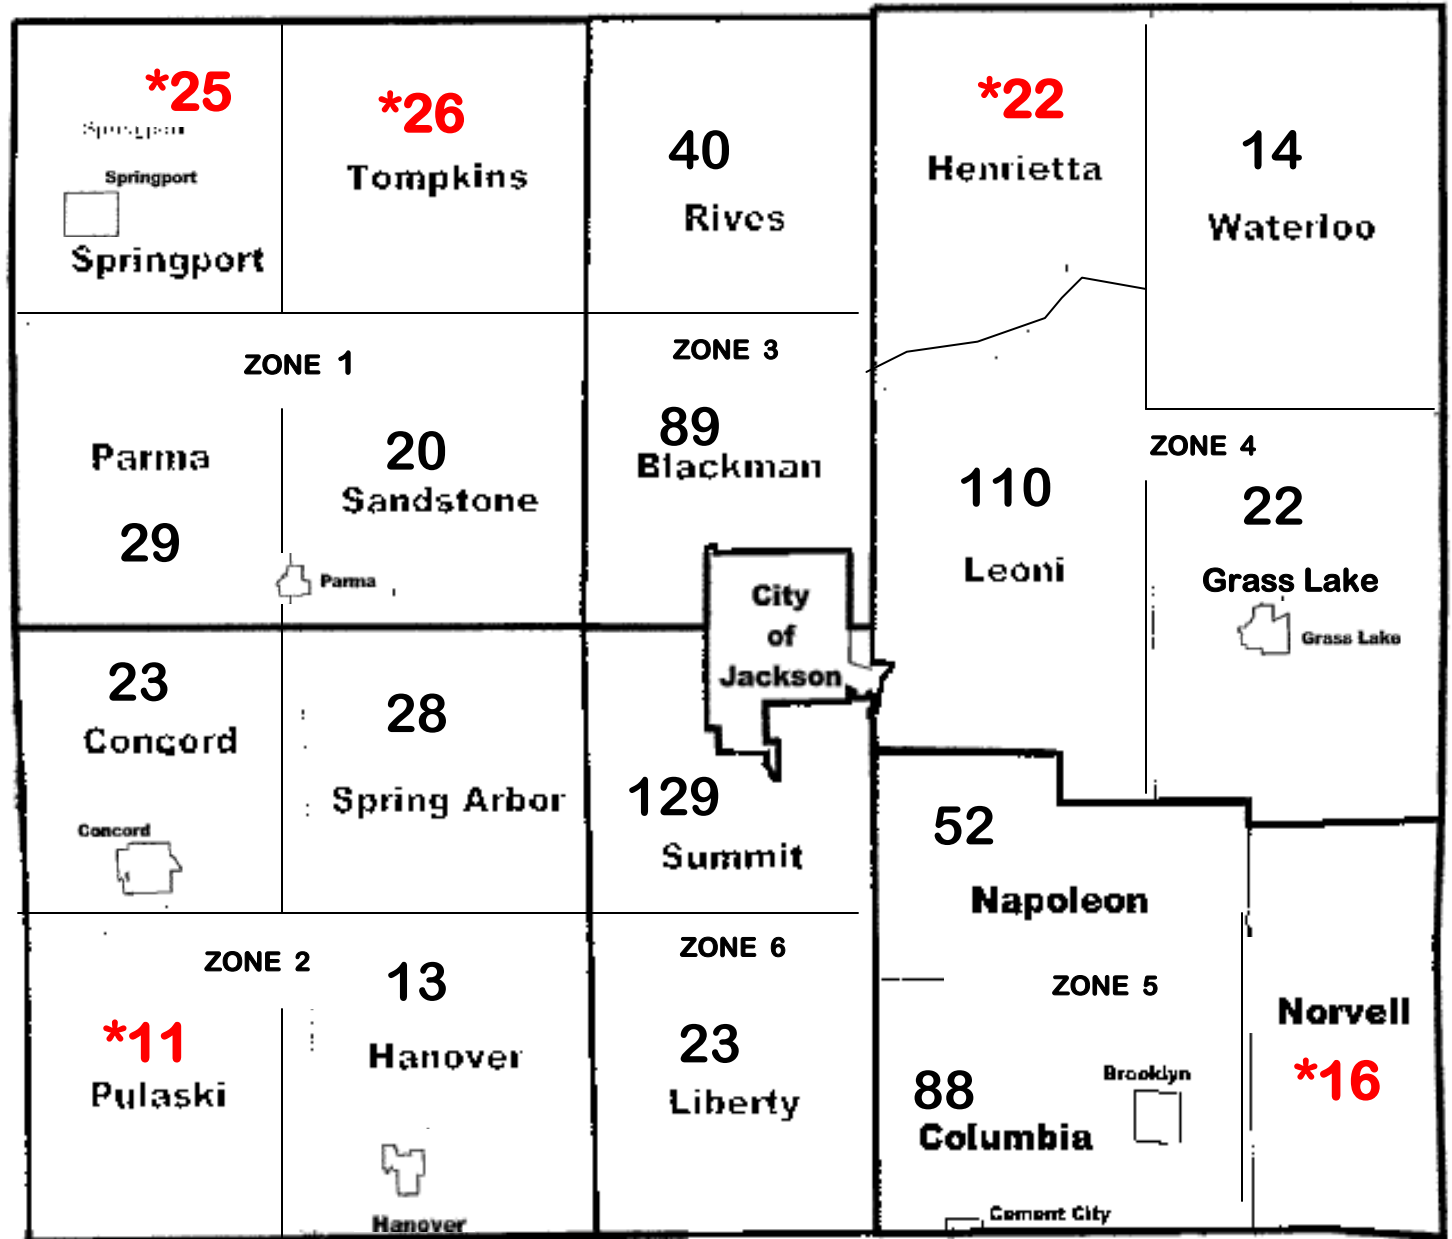 *25
Springport
Springport
Springport
*26
Tompkins
40
Rives
*22
Henrietta
14
Waterloo
ZONE 1
Parma
29
20
Sandstone
Parma
ZONE 3
89
Blackman
City
of
Jackson
110
Leoni
ZONE 4
22
Grass Lake
Grass Lake
23
Concord
Concord
28
Spring Arbor
ZONE 2
*11
Pulaski
13
Hanover
Hanover
129
Summit
ZONE 6
23
Liberty
52
Napoleon
ZONE 5
88
Columbia
Brooklyn
Cement City
Norvell
*16